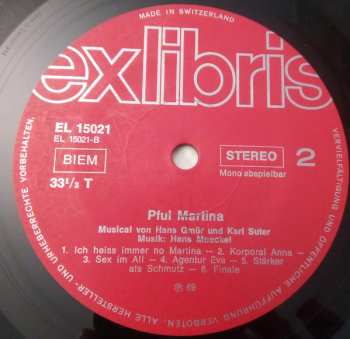 MADE IN SWITZERLAND
exlibris
EL 15021
EL 15021-B
BIEM
33⅓ T
STEREO 2
Mono abspielbar
Pfui Martina
Musical von Hans Gmür und Karl Suter
Musik: Hans Moeckel
1. Ich heiss immer no Martina – 2. Korporal Anna –
– 3. Sex im All – 4. Agentur Eva – 5. Stärker
als Schmutz – 6. Finale
℗ 69
ALLE HERSTELLER- UND URHEBERRECHTE VORBEHALTEN.
VERVIELFÄLTIGUNG UND ÖFFENTLICHE AUFFÜHRUNG VERBOTEN.